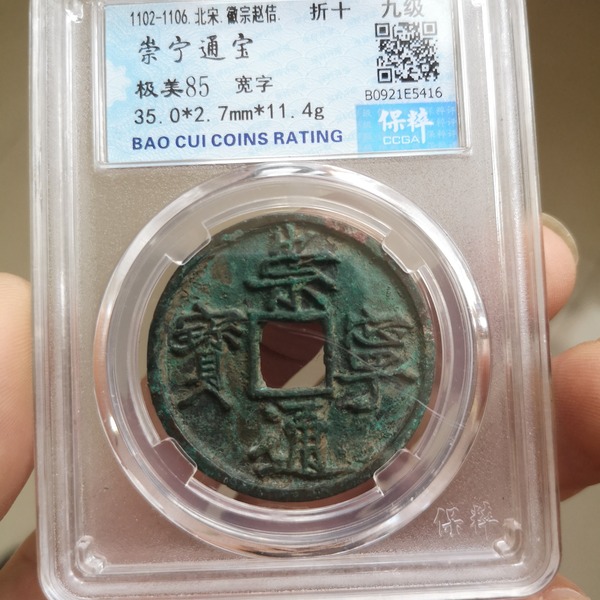 1102-1106.北宋.徽宗赵佶. 折十 九级
崇宁通宝
极美85 宽字
35.0*2.7mm*11.4g
BAO CUI COINS RATING
B0921E5416
保粹
CCGA
崇
寧
通
寳
保粹